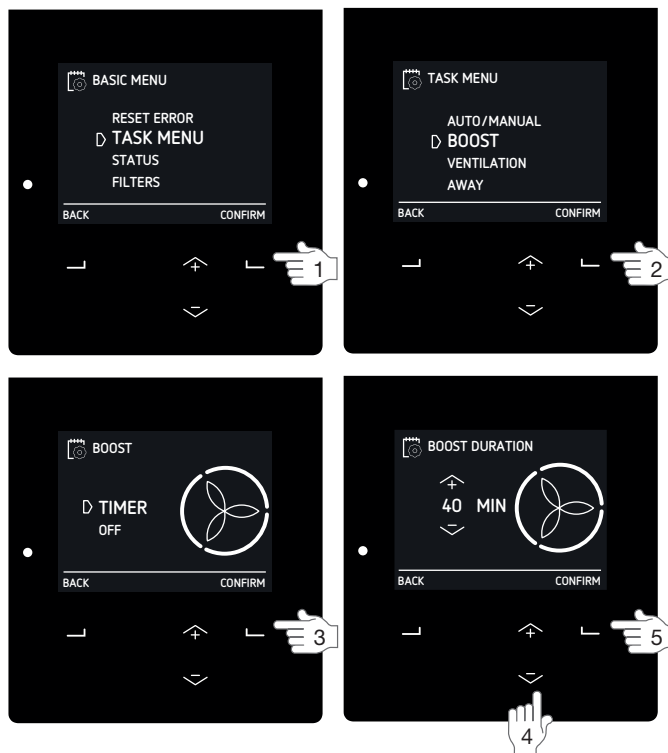 BASIC MENU
RESET ERROR
TASK MENU
STATUS
FILTERS
BACK CONFIRM
1
TASK MENU
AUTO/MANUAL
BOOST
VENTILATION
AWAY
BACK CONFIRM
2
BOOST
TIMER
OFF
BACK CONFIRM
3
BOOST DURATION
40 MIN
BACK CONFIRM
5
4